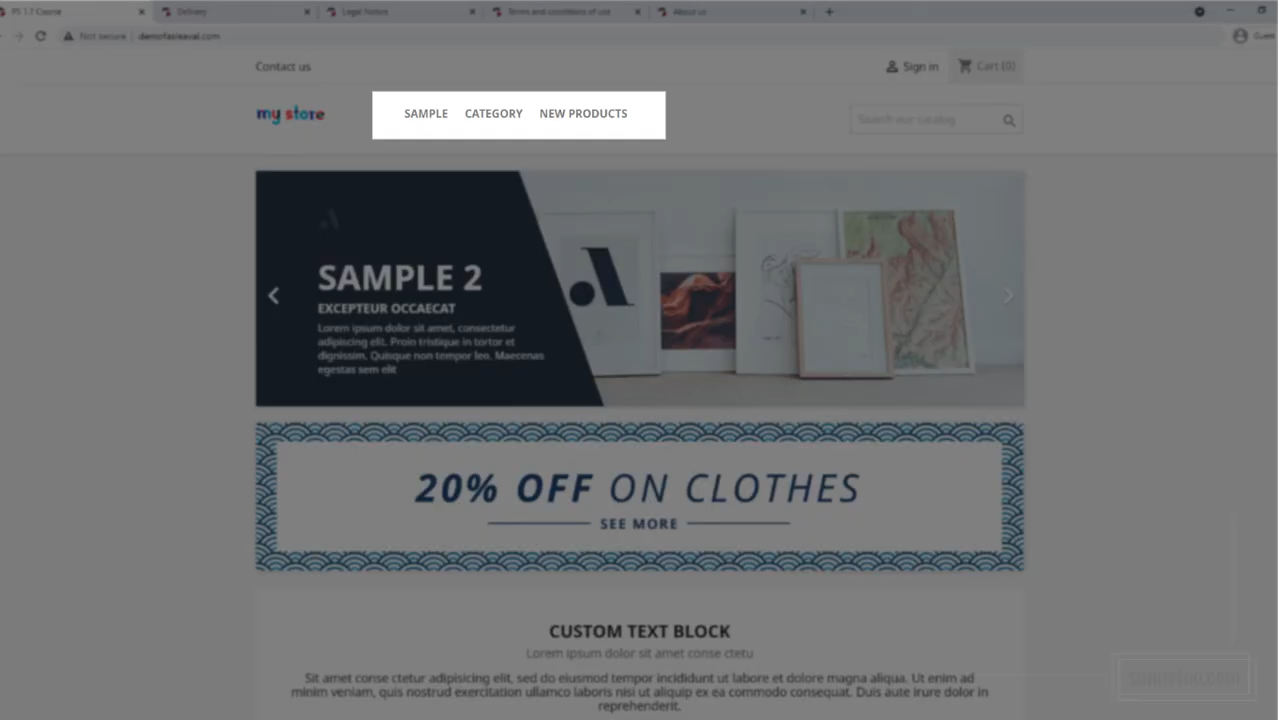 PS 1.7 Course
Delivery
Legal Notice
Terms and conditions of use
About us
Not secure
demofasleaval.com
Guest
Contact us
Sign in
Cart (0)
my store
SAMPLE
CATEGORY
NEW PRODUCTS
Search our catalog
SAMPLE 2
EXCEPTEUR OCCAECAT
Lorem ipsum dolor sit amet, consectetur
adipiscing elit. Proin tristique in tortor et
dignissim. Quisque non tempor leo. Maecenas
egestas sem elit
20% OFF ON CLOTHES
SEE MORE
CUSTOM TEXT BLOCK
Lorem ipsum dolor sit amet conse ctetu
Sit amet conse ctetur adipisicing elit, sed do eiusmod tempor incididunt ut labore et dolore magna aliqua. Ut enim ad
minim veniam, quis nostrud exercitation ullamco laboris nisi ut aliquip ex ea commodo consequat. Duis aute irure dolor in
reprehenderit.